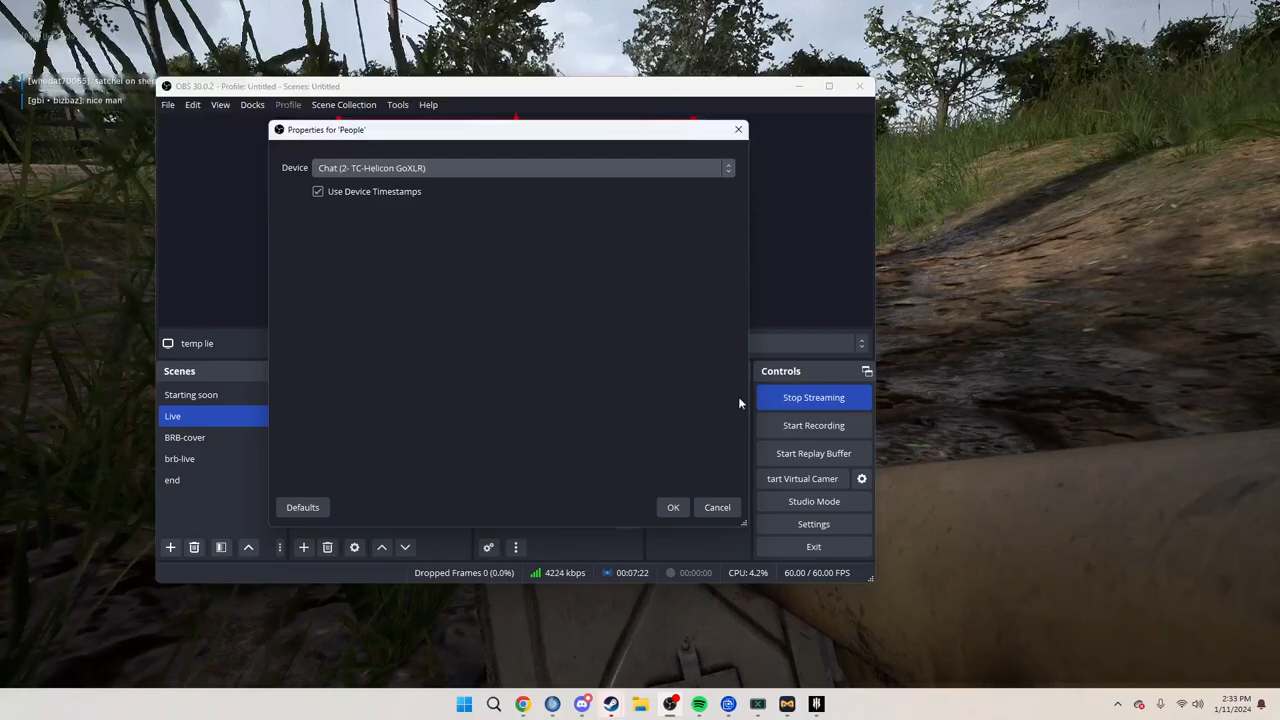 [whodat70065]: satchel on sher
[gbi • bizbaz]: nice man
OBS 30.0.2 - Profile: Untitled - Scenes: Untitled
File Edit View Docks Profile Scene Collection Tools Help
Properties for 'People'
Device Chat (2- TC-Helicon GoXLR)
Use Device Timestamps
temp lie
Scenes
Starting soon
Live
BRB-cover
brb-live
end
Defaults
OK
Cancel
Controls
Stop Streaming
Start Recording
Start Replay Buffer
tart Virtual Camer
Studio Mode
Settings
Exit
Dropped Frames 0 (0.0%) 4224 kbps 00:07:22 00:00:00 CPU: 4.2% 60.00 / 60.00 FPS
2:33 PM
1/11/2024